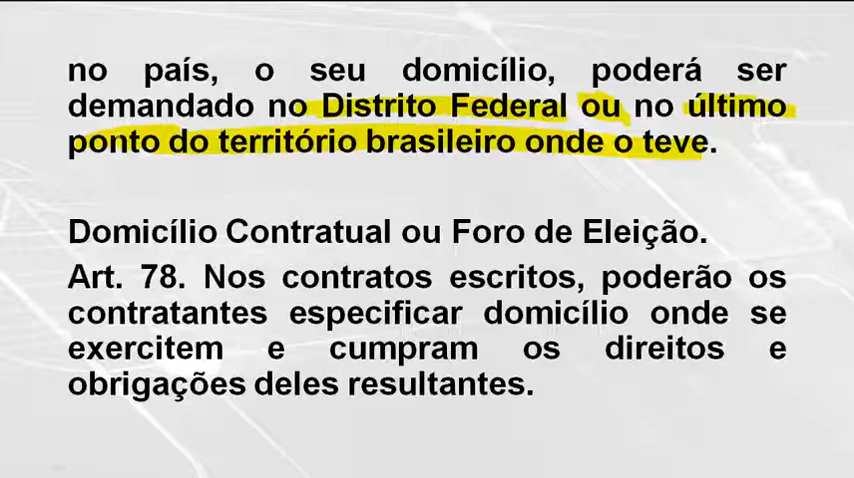 no país, o seu domicílio, poderá ser
demandado no Distrito Federal ou no último
ponto do território brasileiro onde o teve.
Domicílio Contratual ou Foro de Eleição.
Art. 78. Nos contratos escritos, poderão os
contratantes especificar domicílio onde se
exercitem e cumpram os direitos e
obrigações deles resultantes.